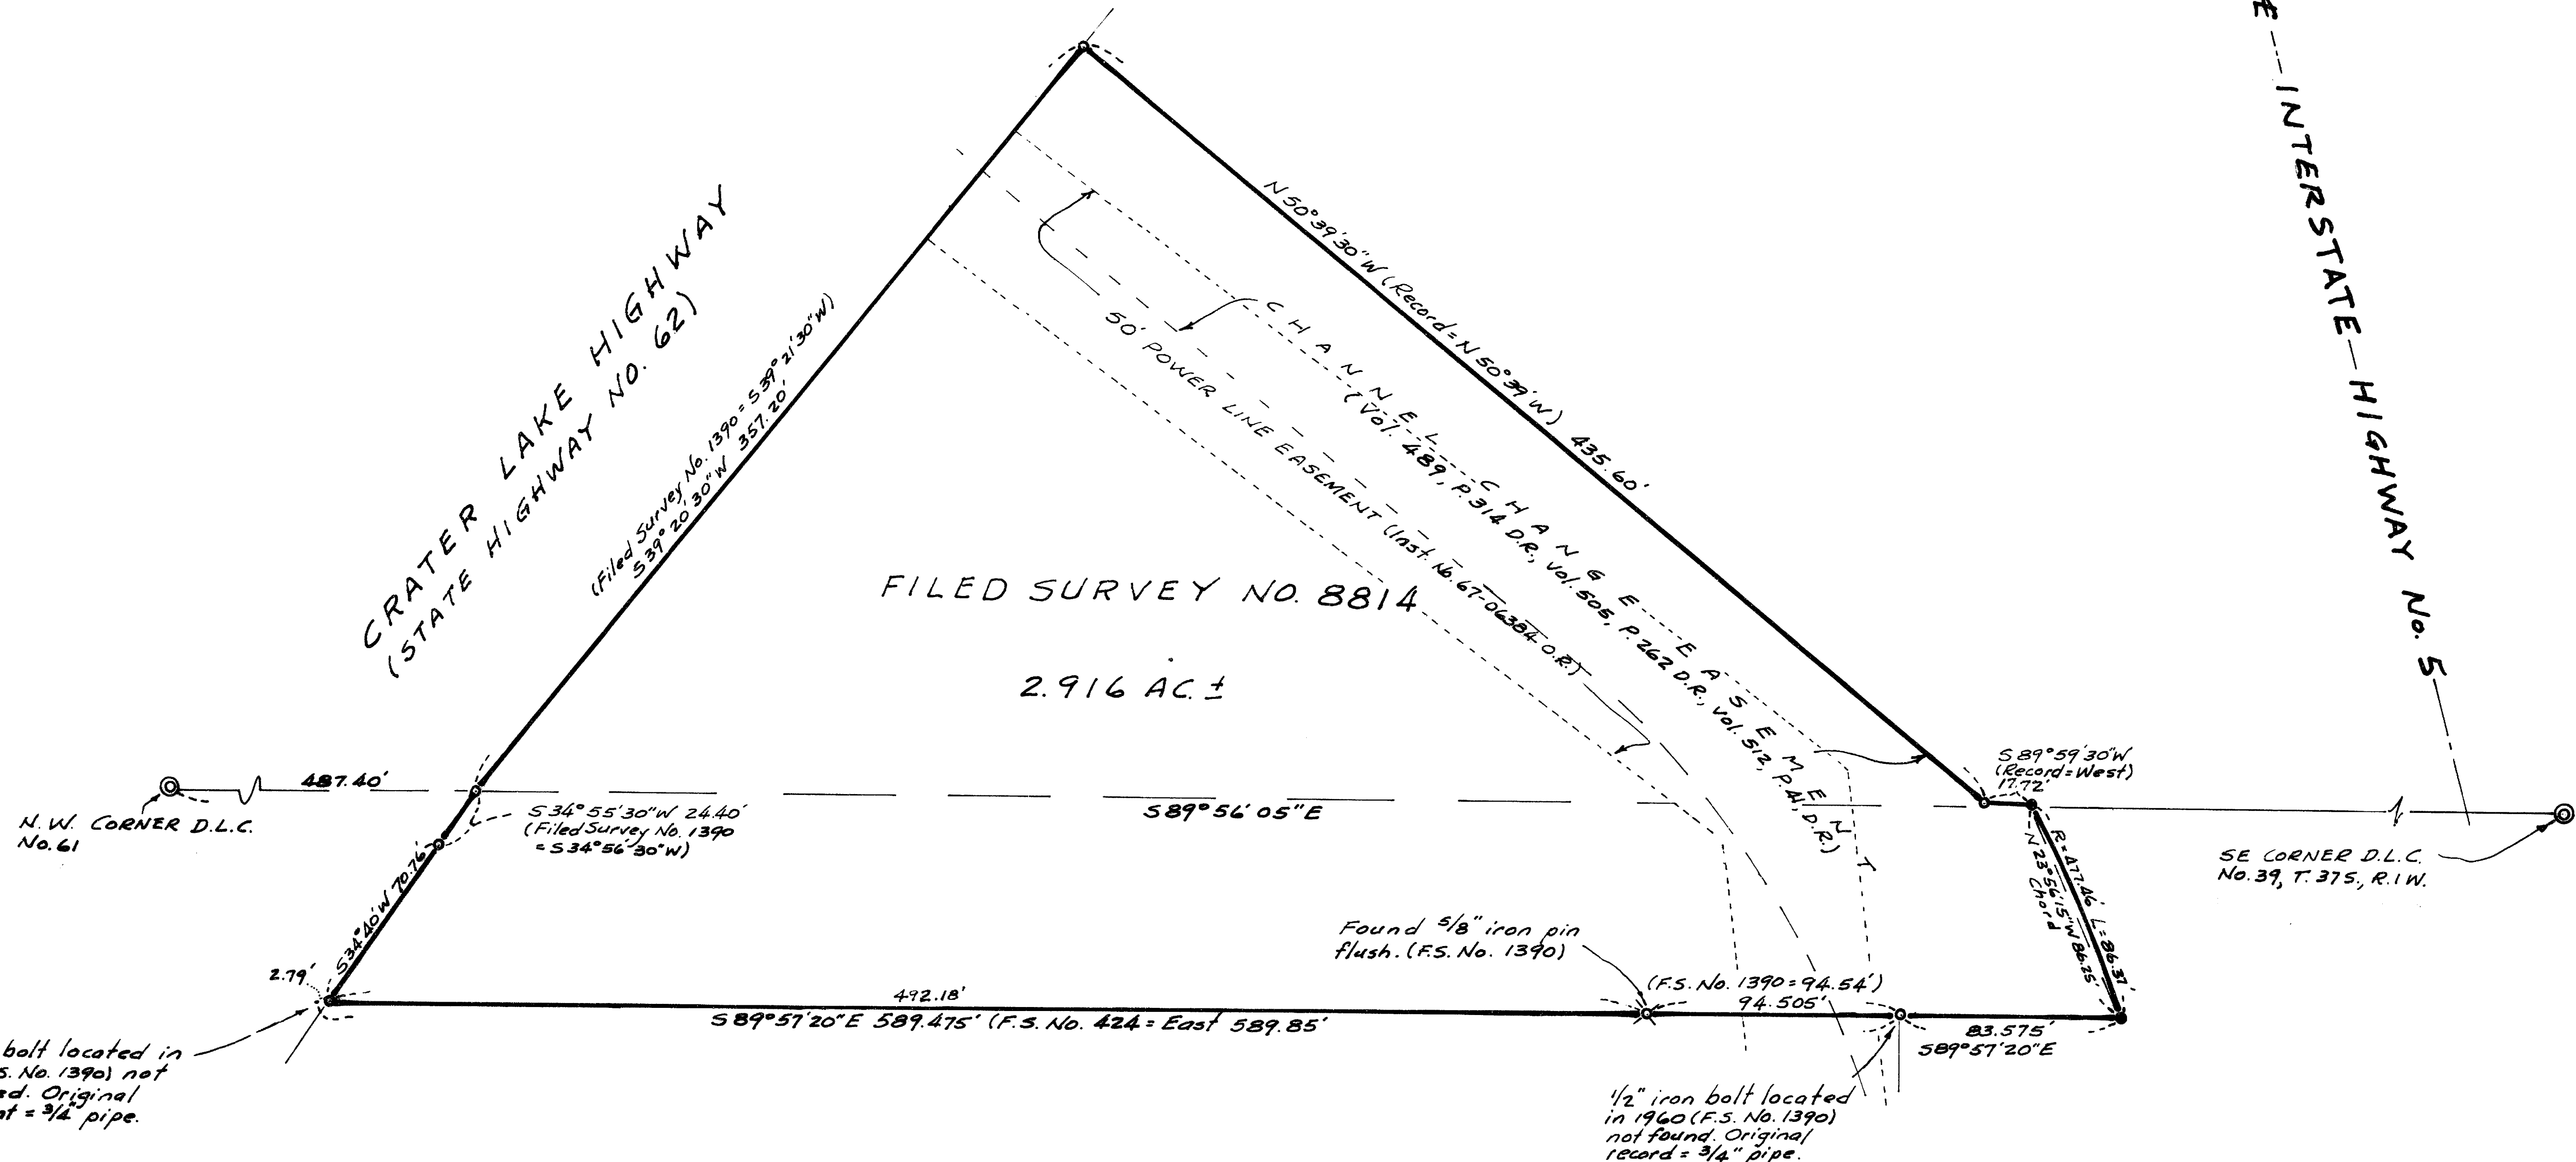 E — INTERSTATE — HIGHWAY No. 5
CRATER LAKE HIGHWAY
(STATE HIGHWAY NO. 62)
(Filed Survey No. 1390 = S39°21'30"W)
S39°20'30"W 357.20'
N50°39'30"W (Record = N50°39'W) 435.60'
CHANNEL CHANGE EASEMENT
(Vol. 489, P.314 D.R., Vol. 505, P.262 D.R., Vol. 512, P.41, D.R.)
50' POWER LINE EASEMENT (Inst. No. 67-06384 O.R.)
FILED SURVEY NO. 8814
2.916 AC. ±
487.40'
N.W. CORNER D.L.C.
No. 61
S34°55'30"W 24.40'
(Filed Survey No. 1390
= S34°56'30"W)
S89°56'05"E
S89°59'30"W
(Record = West)
17.72'
R = 477.46' L = 86.37'
N23°56'15"W 86.25'
Chord
SE CORNER D.L.C.
No. 39, T. 37S., R. 1 W.
S34°40'W 70.76'
2.79'
Found 5/8" iron pin
flush. (F.S. No. 1390)
492.18'
S89°57'20"E 589.475' (F.S. No. 424 = East 589.85'
(F.S. No. 1390 = 94.54')
94.505'
83.575'
S89°57'20"E
bolt located in
S. No. 1390) not
ed. Original
nt = 3/4" pipe.
1/2" iron bolt located
in 1960 (F.S. No. 1390)
not found. Original
record = 3/4" pipe.